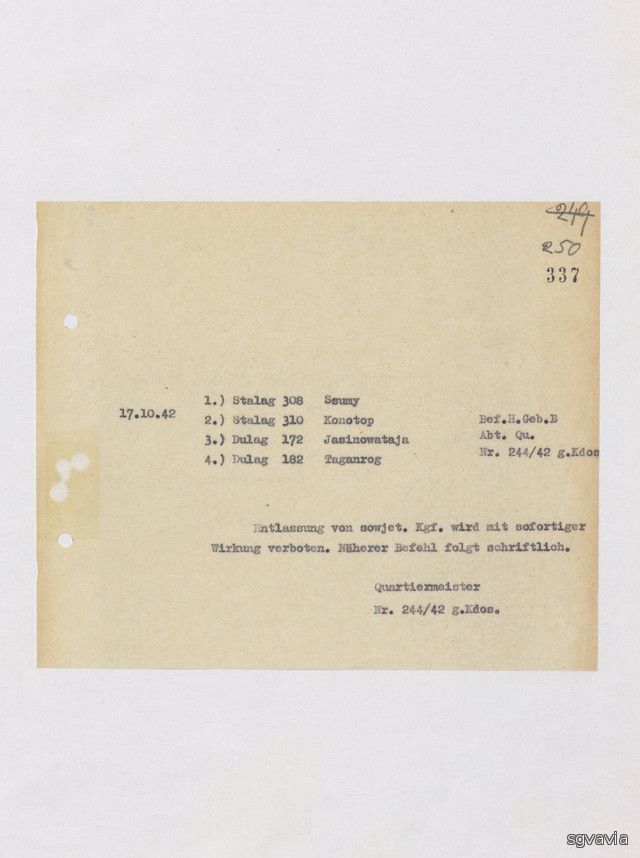 249
250
337
17.10.42
1.) Stalag 308 Ssumy
2.) Stalag 310 Konotop
3.) Dulag 172 Jasinowataja
4.) Dulag 182 Taganrog
Bef.H.Geb.B
Abt. Qu.
Nr. 244/42 g.Kdos
Entlassung von sowjet. Kgf. wird mit sofortiger
Wirkung verboten. Näherer Befehl folgt schriftlich.
Quartiermeister
Nr. 244/42 g.Kdos.
sgvavia